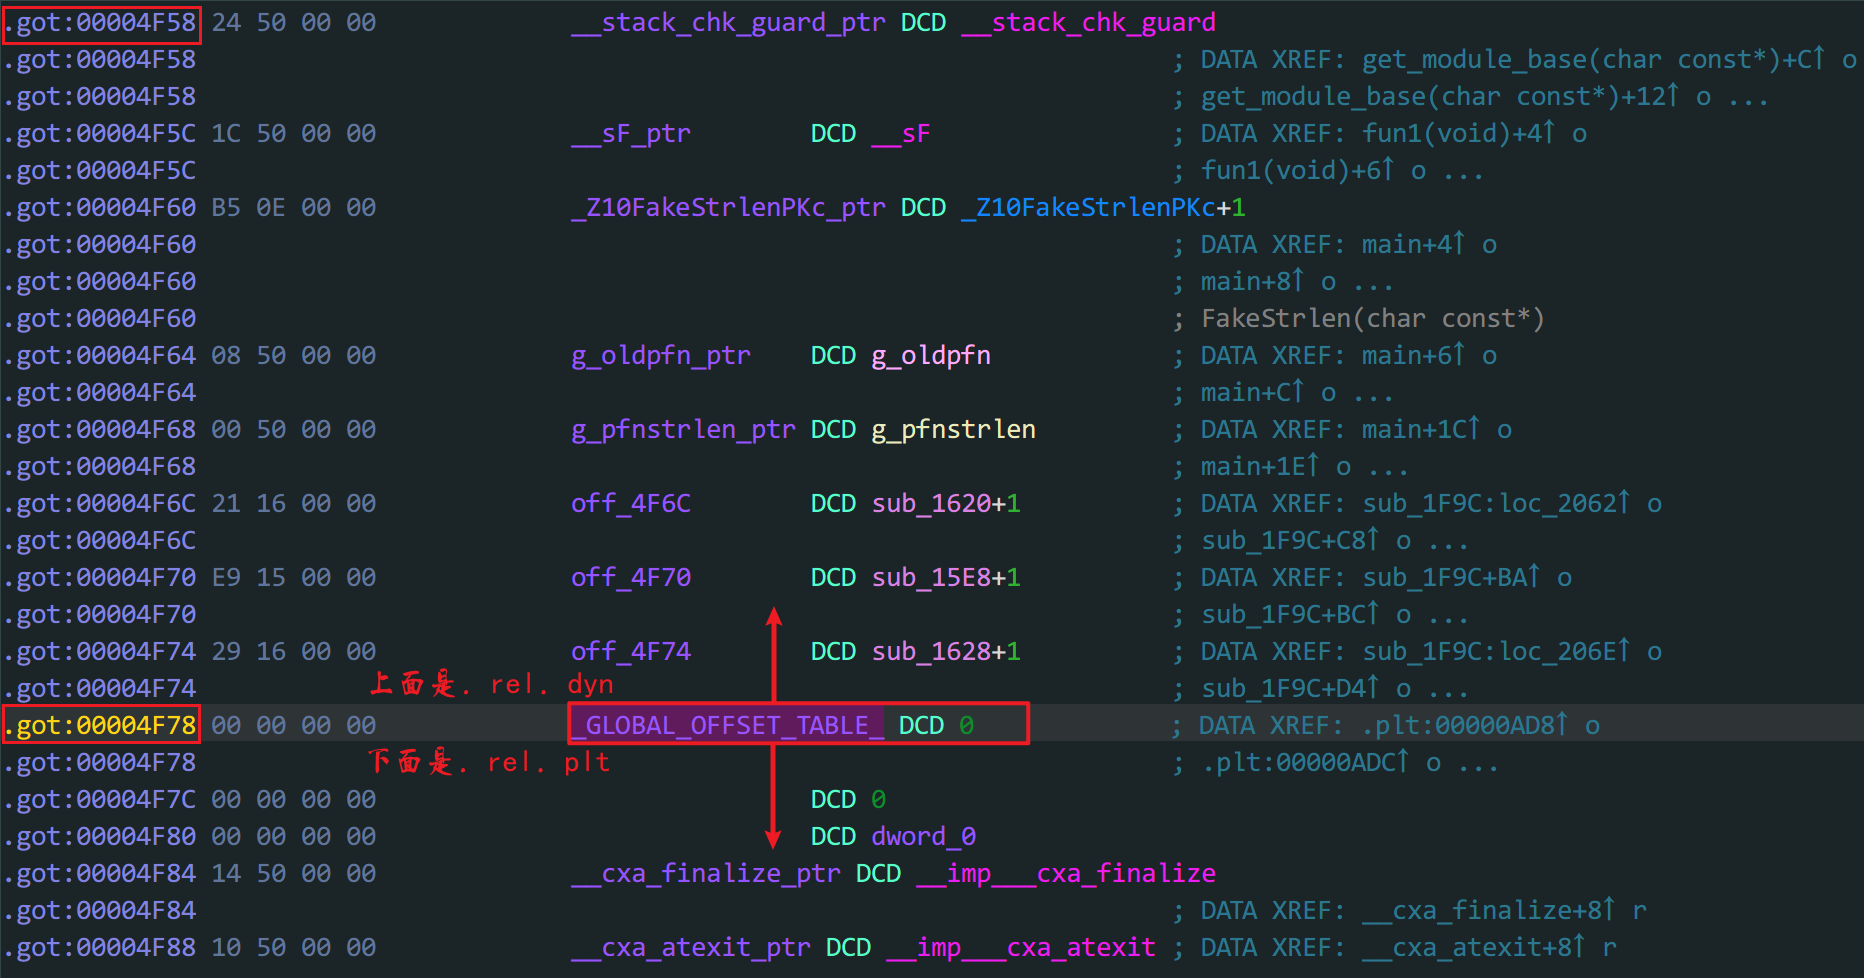 .got:00004F58 24 50 00 00 __stack_chk_guard_ptr DCD __stack_chk_guard
.got:00004F58 ; DATA XREF: get_module_base(char const*)+C↑ o
.got:00004F58 ; get_module_base(char const*)+12↑ o ...
.got:00004F5C 1C 50 00 00 __sF_ptr DCD __sF ; DATA XREF: fun1(void)+4↑ o
.got:00004F5C ; fun1(void)+6↑ o ...
.got:00004F60 B5 0E 00 00 _Z10FakeStrlenPKc_ptr DCD _Z10FakeStrlenPKc+1
.got:00004F60 ; DATA XREF: main+4↑ o
.got:00004F60 ; main+8↑ o ...
.got:00004F60 ; FakeStrlen(char const*)
.got:00004F64 08 50 00 00 g_oldpfn_ptr DCD g_oldpfn ; DATA XREF: main+6↑ o
.got:00004F64 ; main+C↑ o ...
.got:00004F68 00 50 00 00 g_pfnstrlen_ptr DCD g_pfnstrlen ; DATA XREF: main+1C↑ o
.got:00004F68 ; main+1E↑ o ...
.got:00004F6C 21 16 00 00 off_4F6C DCD sub_1620+1 ; DATA XREF: sub_1F9C:loc_2062↑ o
.got:00004F6C ; sub_1F9C+C8↑ o ...
.got:00004F70 E9 15 00 00 off_4F70 DCD sub_15E8+1 ; DATA XREF: sub_1F9C+BA↑ o
.got:00004F70 ; sub_1F9C+BC↑ o ...
.got:00004F74 29 16 00 00 off_4F74 DCD sub_1628+1 ; DATA XREF: sub_1F9C:loc_206E↑ o
.got:00004F74 上面是. rel. dyn ; sub_1F9C+D4↑ o ...
.got:00004F78 00 00 00 00 _GLOBAL_OFFSET_TABLE_ DCD 0 ; DATA XREF: .plt:00000AD8↑ o
.got:00004F78 下面是. rel. plt ; .plt:00000ADC↑ o ...
.got:00004F7C 00 00 00 00 DCD 0
.got:00004F80 00 00 00 00 DCD dword_0
.got:00004F84 14 50 00 00 __cxa_finalize_ptr DCD __imp___cxa_finalize
.got:00004F84 ; DATA XREF: __cxa_finalize+8↑ r
.got:00004F88 10 50 00 00 __cxa_atexit_ptr DCD __imp___cxa_atexit ; DATA XREF: __cxa_atexit+8↑ r